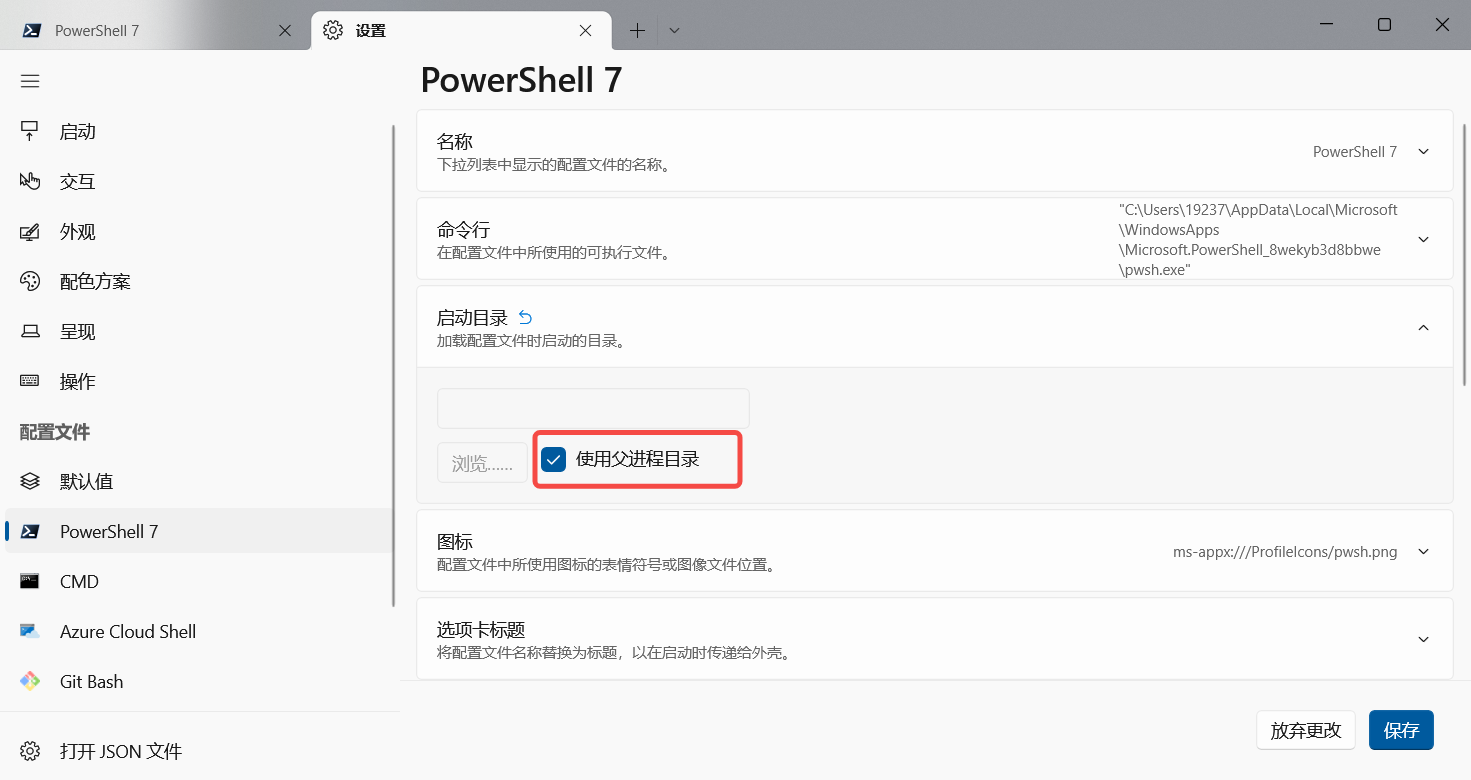 PowerShell 7
设置
启动
交互
外观
配色方案
呈现
操作
配置文件
默认值
PowerShell 7
CMD
Azure Cloud Shell
Git Bash
打开 JSON 文件
PowerShell 7
名称
下拉列表中显示的配置文件的名称。
PowerShell 7
命令行
在配置文件中所使用的可执行文件。
"C:\Users\19237\AppData\Local\Microsoft
\WindowsApps
\Microsoft.PowerShell_8wekyb3d8bbwe
\pwsh.exe"
启动目录
加载配置文件时启动的目录。
浏览......
使用父进程目录
图标
配置文件中所使用图标的表情符号或图像文件位置。
ms-appx:///ProfileIcons/pwsh.png
选项卡标题
将配置文件名称替换为标题，以在启动时传递给外壳。
放弃更改
保存